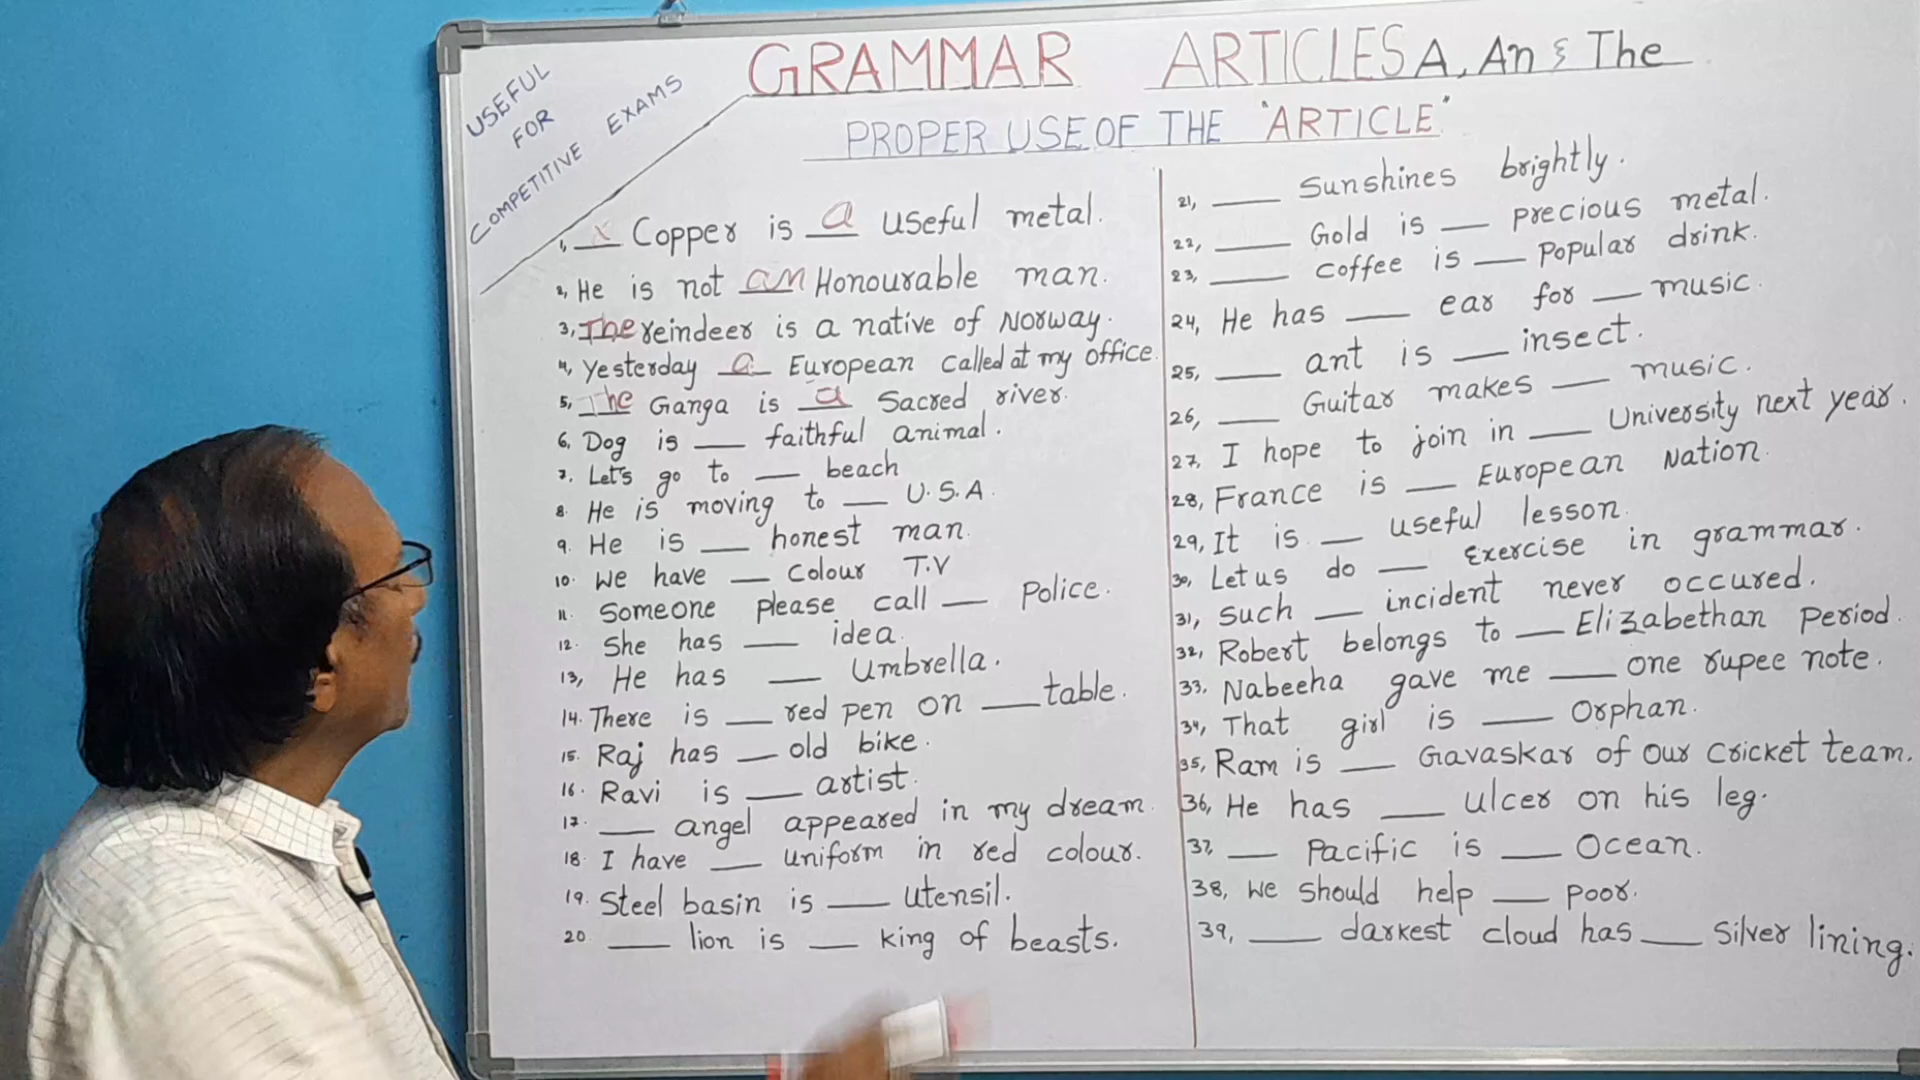 USEFUL
FOR
COMPETITIVE EXAMS
GRAMMAR ARTICLES A, An & The
PROPER USE OF THE "ARTICLE"
1, x Copper is a useful metal.
2, He is not an Honourable man.
3, The reindeer is a native of Norway.
4, Yesterday a European called at my office.
5, The Ganga is a Sacred river.
6, Dog is ___ faithful animal.
7. Let's go to ___ beach
8. He is moving to ___ U.S.A.
9. He is ___ honest man.
10. We have ___ Colour T.V
11. Someone please call ___ Police.
12. She has ___ idea.
13, He has ___ Umbrella.
14. There is ___ red pen on ___ table.
15. Raj has ___ old bike.
16. Ravi is ___ artist.
17. ___ angel appeared in my dream.
18. I have ___ uniform in red colour.
19. Steel basin is ___ utensil.
20. ___ lion is ___ king of beasts.
21, ___ Sunshines brightly.
22, ___ Gold is ___ precious metal.
23, ___ coffee is ___ Popular drink.
24, He has ___ ear for ___ music.
25, ___ ant is ___ insect.
26, ___ Guitar makes ___ music.
27, I hope to join in ___ University next year.
28, France is ___ European Nation.
29, It is ___ useful lesson.
30, Let us do ___ Exercise in grammar.
31, Such ___ incident never occured.
32, Robert belongs to ___ Elizabethan Period.
33. Nabeeha gave me ___ one rupee note.
34, That girl is ___ Orphan.
35, Ram is ___ Gavaskar of our Cricket team.
36, He has ___ Ulcer on his leg.
37, ___ Pacific is ___ Ocean.
38, We should help ___ poor.
39, ___ darkest cloud has ___ Silver lining.